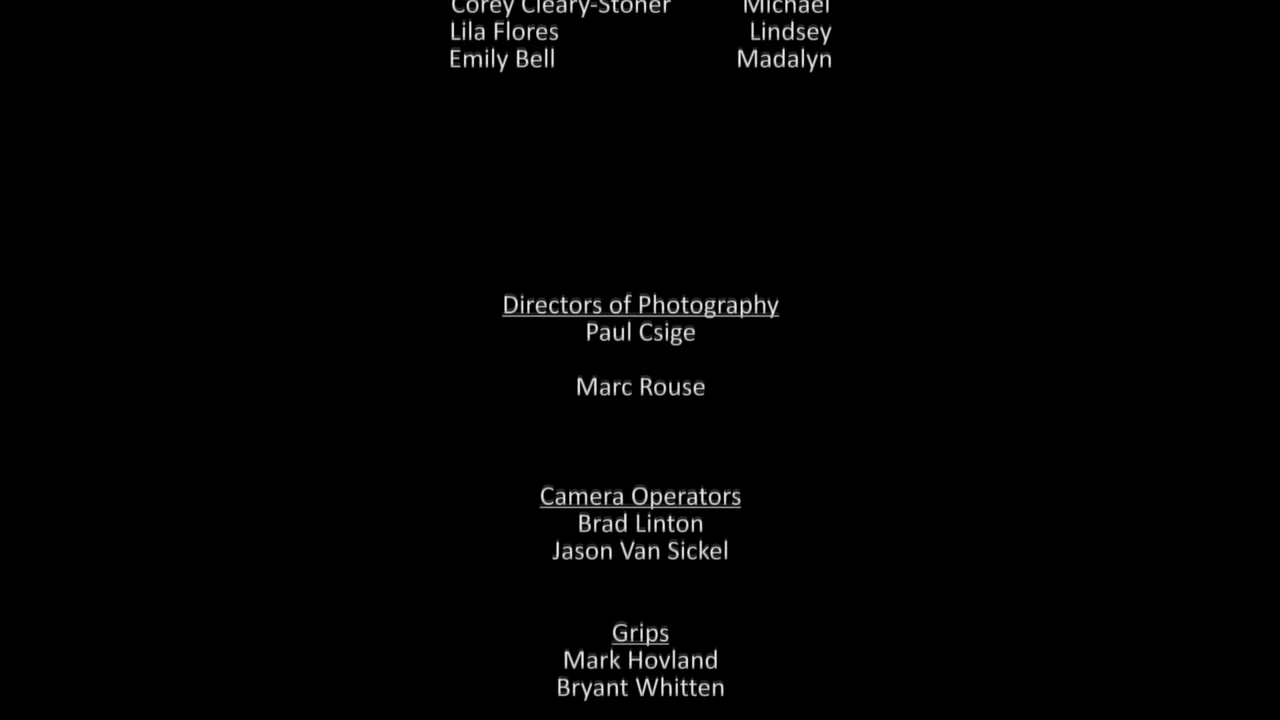 Corey Cleary-Stoner Michael
Lila Flores Lindsey
Emily Bell Madalyn
Directors of Photography
Paul Csige
Marc Rouse
Camera Operators
Brad Linton
Jason Van Sickel
Grips
Mark Hovland
Bryant Whitten